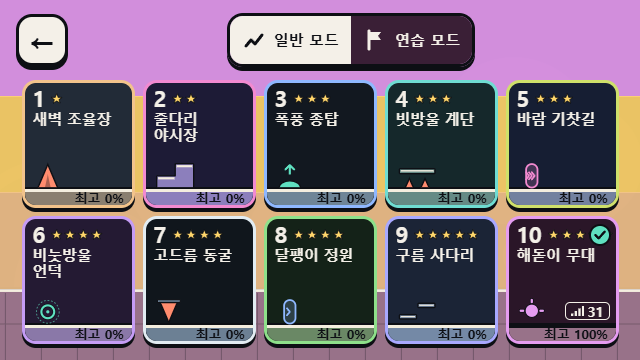 일반 모드
연습 모드
1
새벽 조율장
최고 0%
2
줄다리
야시장
최고 0%
3
폭풍 종탑
최고 0%
4
빗방울 계단
최고 0%
5
바람 기찻길
최고 0%
6
비눗방울
언덕
최고 0%
7
고드름 동굴
최고 0%
8
달팽이 정원
최고 0%
9
구름 사다리
최고 0%
10
해돋이 무대
31
최고 100%